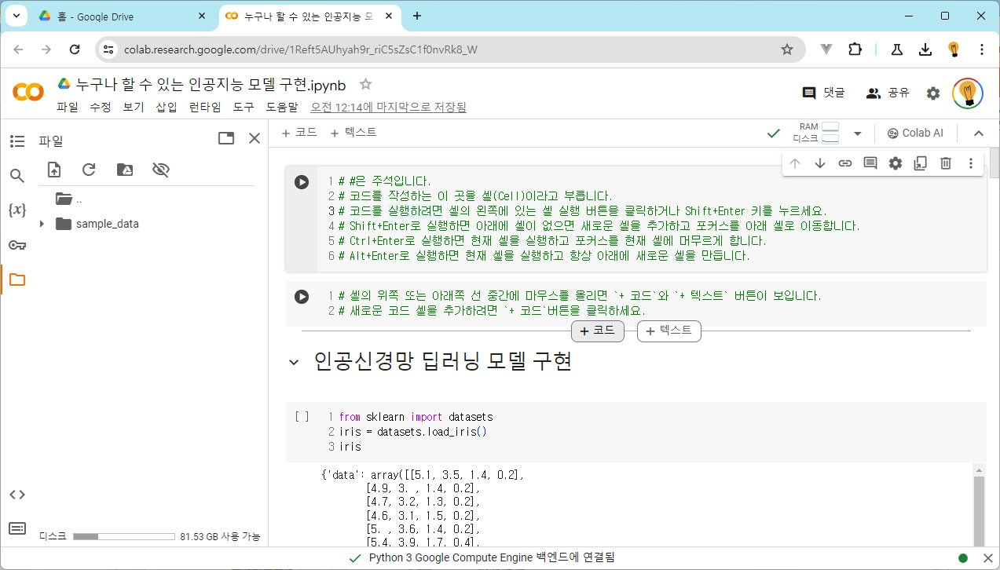 홈 - Google Drive
누구나 할 수 있는 인공지능 모
colab.research.google.com/drive/1Reft5AUhyah9r_riC5sZsC1f0nvRk8_W
누구나 할 수 있는 인공지능 모델 구현.ipynb
파일 수정 보기 삽입 런타임 도구 도움말 오전 12:14에 마지막으로 저장됨
댓글 공유
파일
+ 코드 + 텍스트
RAM
디스크
Colab AI
..
sample_data
1 # #은 주석입니다.
2 # 코드를 작성하는 이 곳을 셀(Cell)이라고 부릅니다.
3 # 코드를 실행하려면 셀의 왼쪽에 있는 셀 실행 버튼을 클릭하거나 Shift+Enter 키를 누르세요.
4 # Shift+Enter로 실행하면 아래에 셀이 없으면 새로운 셀을 추가하고 포커스를 아래 셀로 이동합니다.
5 # Ctrl+Enter로 실행하면 현재 셀을 실행하고 포커스를 현재 셀에 머무르게 합니다.
6 # Alt+Enter로 실행하면 현재 셀을 실행하고 항상 아래에 새로운 셀을 만듭니다.
1 # 셀의 위쪽 또는 아래쪽 선 중간에 마우스를 올리면 `+ 코드`와 `+ 텍스트` 버튼이 보입니다.
2 # 새로운 코드 셀을 추가하려면 `+ 코드`버튼을 클릭하세요.
+ 코드 + 텍스트
인공신경망 딥러닝 모델 구현
[ ] 1 from sklearn import datasets
2 iris = datasets.load_iris()
3 iris
{'data': array([[5.1, 3.5, 1.4, 0.2],
[4.9, 3. , 1.4, 0.2],
[4.7, 3.2, 1.3, 0.2],
[4.6, 3.1, 1.5, 0.2],
[5. , 3.6, 1.4, 0.2],
[5.4, 3.9, 1.7, 0.4],
디스크 81.53 GB 사용 가능
Python 3 Google Compute Engine 백엔드에 연결됨